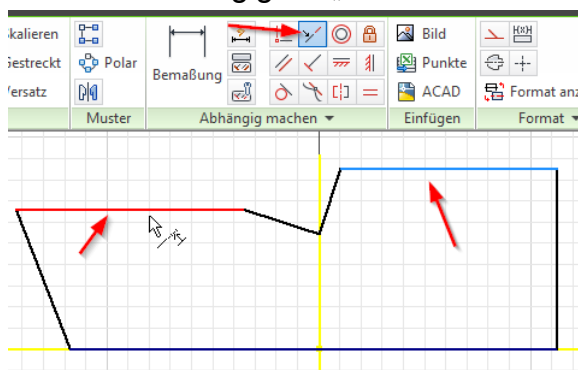 kalieren
Bild
Gestreckt
Polar
Bemaßung
Punkte
Versatz
ACAD
Format anz
Muster
Abhängig machen
Einfügen
Format